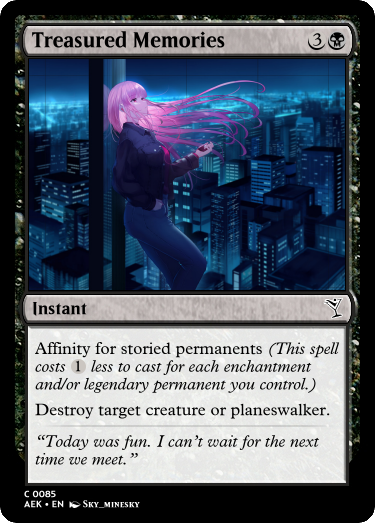 Treasured Memories 3
Instant
Affinity for storied permanents (This spell
costs 1 less to cast for each enchantment
and/or legendary permanent you control.)
Destroy target creature or planeswalker.
“Today was fun. I can’t wait for the next
time we meet.”
C 0085
AEK • EN Sky_minesky